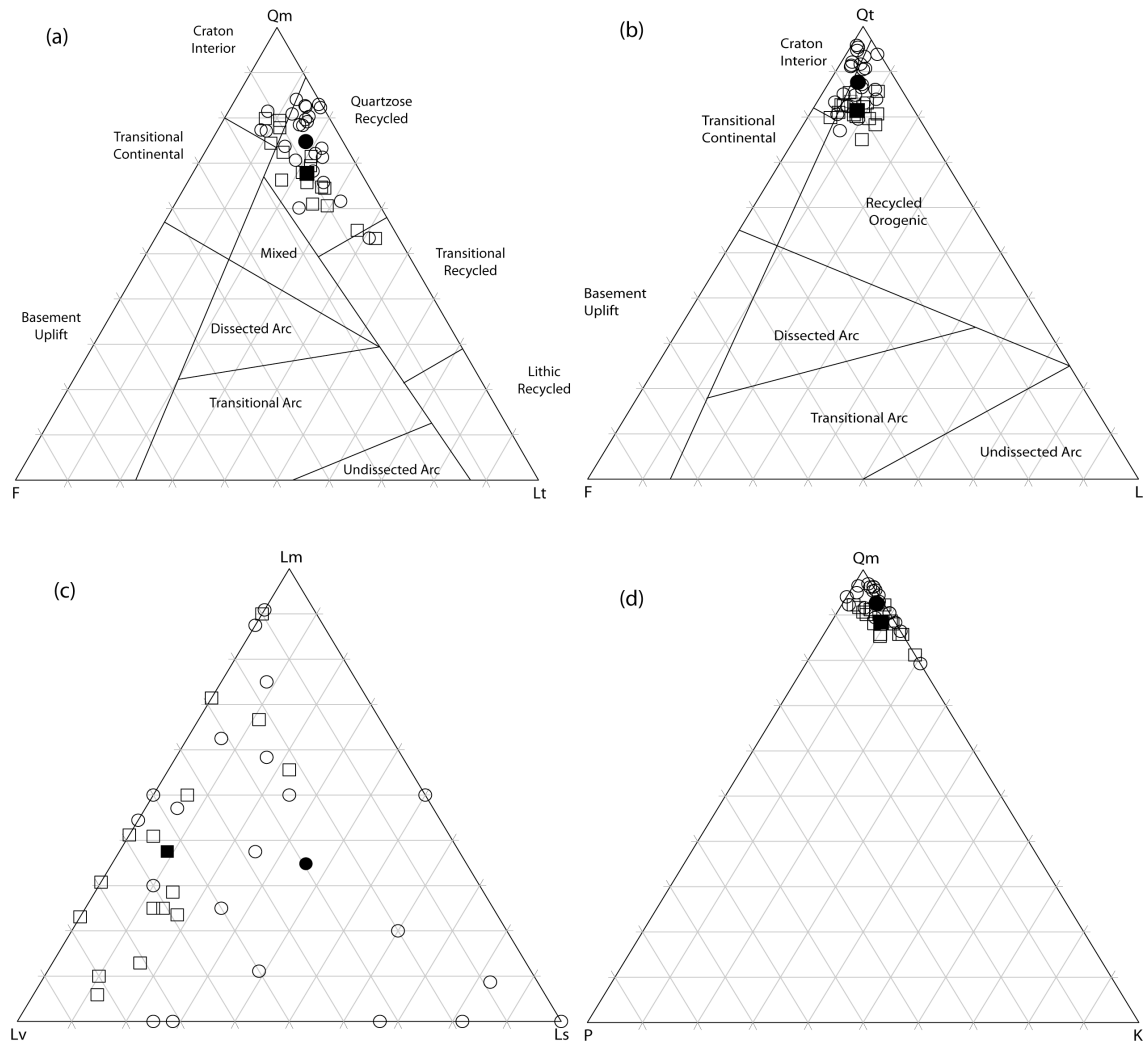 (a)
Qm
Craton
Interior
Quartzose
Recycled
Transitional
Continental
Mixed
Transitional
Recycled
Basement
Uplift
Dissected Arc
Lithic
Recycled
Transitional Arc
Undissected Arc
F
Lt
(b)
Qt
Craton
Interior
Transitional
Continental
Recycled
Orogenic
Basement
Uplift
Dissected Arc
Transitional Arc
Undissected Arc
F
L
(c)
Lm
Lv
Ls
(d)
Qm
P
K